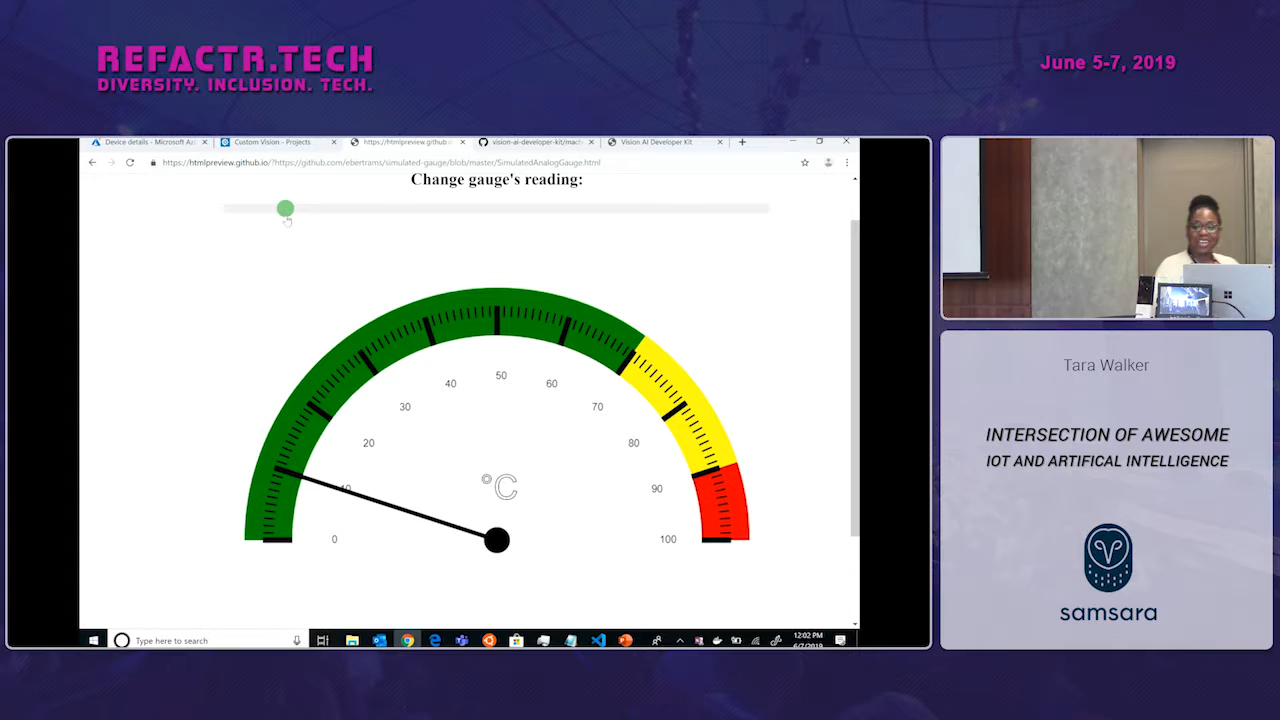 REFACTR.TECH
DIVERSITY. INCLUSION. TECH.
June 5-7, 2019
Device details - Microsoft Az
Custom Vision - Projects
https://htmlpreview.github.io
vision-ai-developer-kit/mach
Vision AI Developer Kit
https://htmlpreview.github.io/?https://github.com/ebertrams/simulated-gauge/blob/master/SimulatedAnalogGauge.html
Change gauge's reading:
0
10
20
30
40
50
60
70
80
90
100
°C
Type here to search
12:02 PM
6/7/2019
Tara Walker
INTERSECTION OF AWESOME
IOT AND ARTIFICAL INTELLIGENCE
samsara